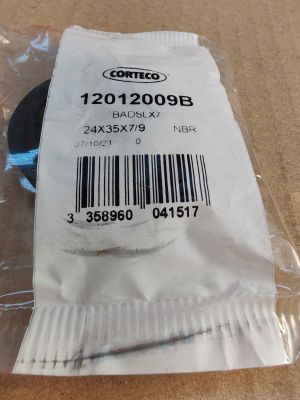 CORTECO
12012009B
BADSLX7
24X35X7/9 NBR
07/10/21 0
3 358960 041517